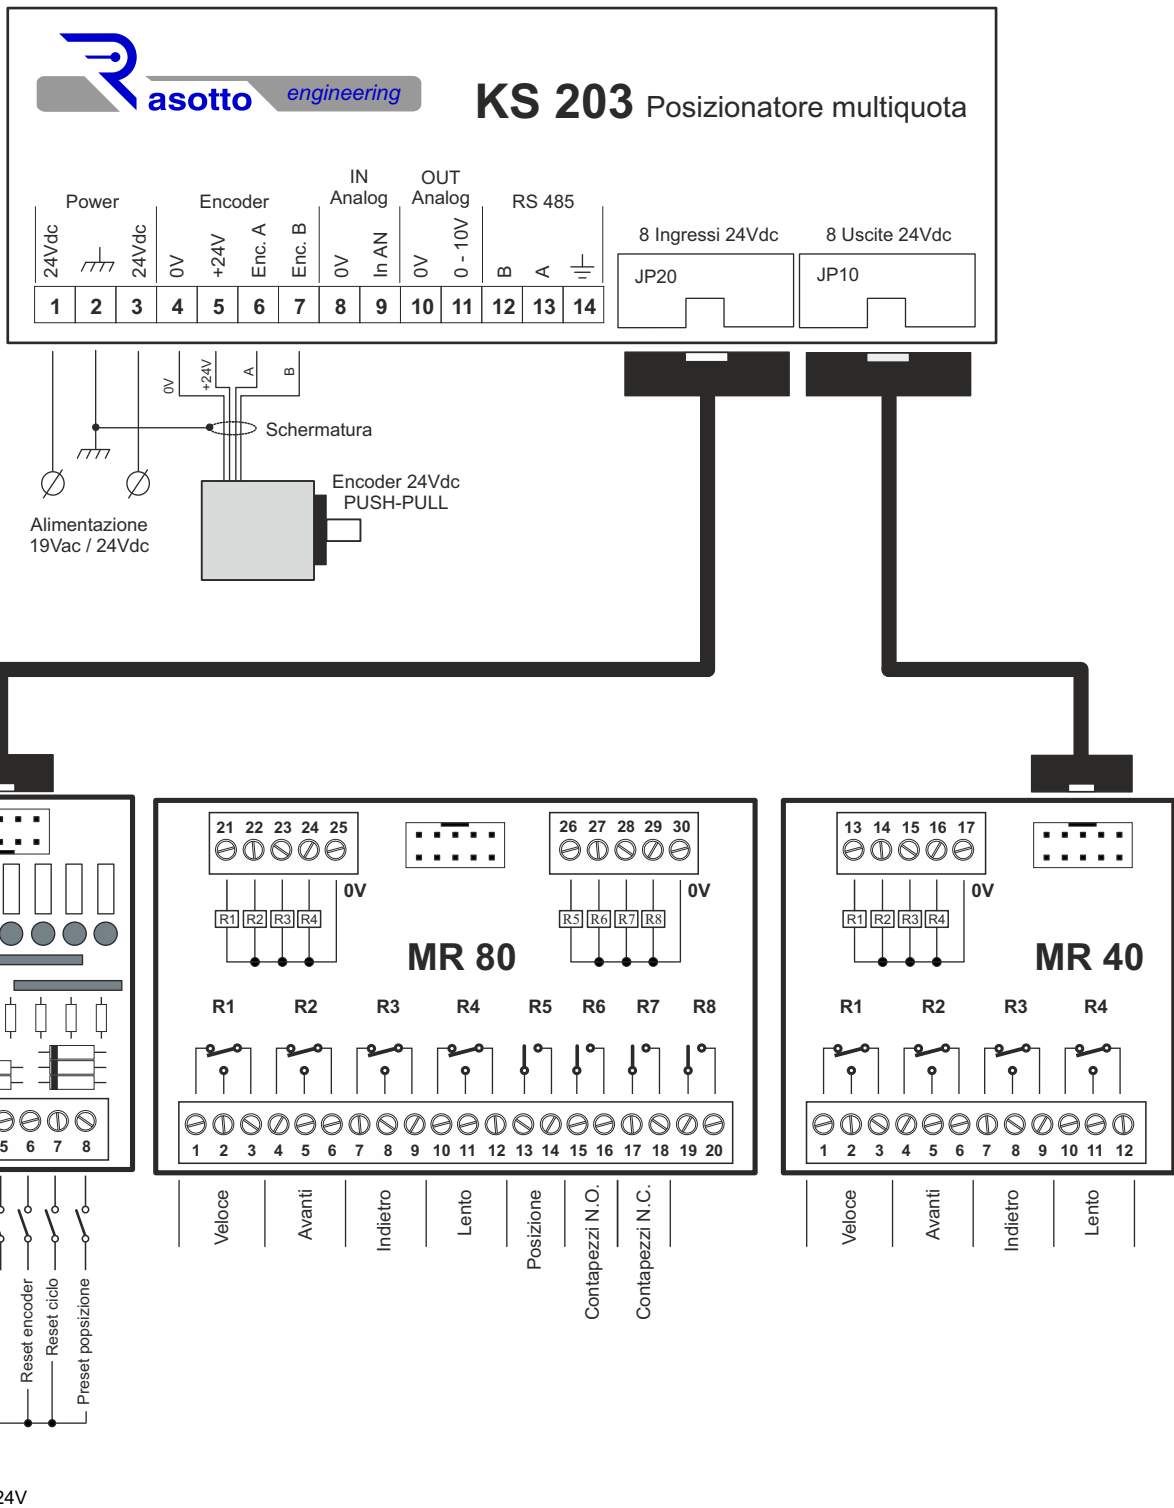 asotto engineering
KS 203 Posizionatore multiquota
Power
Encoder
IN Analog
OUT Analog
RS 485
8 Ingressi 24Vdc
8 Uscite 24Vdc
24Vdc 24Vdc 0V +24V Enc. A Enc. B 0V In AN 0V 0 - 10V B A
JP20
JP10
1 2 3 4 5 6 7 8 9 10 11 12 13 14
0V +24V A B
Schermatura
Encoder 24Vdc
PUSH-PULL
Alimentazione
19Vac / 24Vdc
5 6 7 8
Reset encoder
Reset ciclo
Preset popsizione
24V
21 22 23 24 25
26 27 28 29 30
0V
0V
R1 R2 R3 R4
R5 R6 R7 R8
MR 80
R1 R2 R3 R4 R5 R6 R7 R8
1 2 3 4 5 6 7 8 9 10 11 12 13 14 15 16 17 18 19 20
Veloce
Avanti
Indietro
Lento
Posizione
Contapezzi N.O.
Contapezzi N.C.
13 14 15 16 17
0V
R1 R2 R3 R4
MR 40
R1 R2 R3 R4
1 2 3 4 5 6 7 8 9 10 11 12
Veloce
Avanti
Indietro
Lento